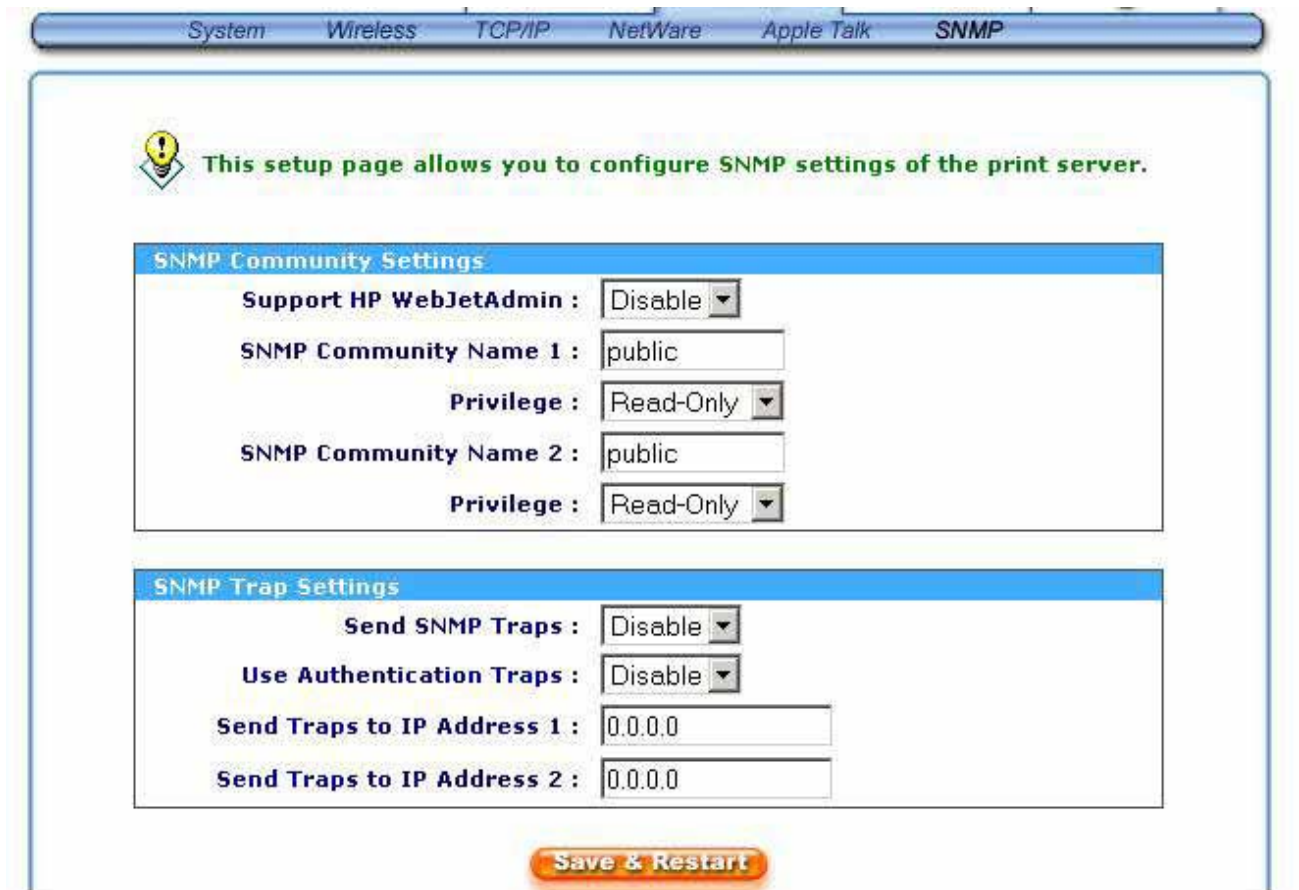 System Wireless TCP/IP NetWare Apple Talk SNMP
This setup page allows you to configure SNMP settings of the print server.
SNMP Community Settings
Support HP WebJetAdmin : Disable
SNMP Community Name 1 : public
Privilege : Read-Only
SNMP Community Name 2 : public
Privilege : Read-Only
SNMP Trap Settings
Send SNMP Traps : Disable
Use Authentication Traps : Disable
Send Traps to IP Address 1 : 0.0.0.0
Send Traps to IP Address 2 : 0.0.0.0
Save & Restart